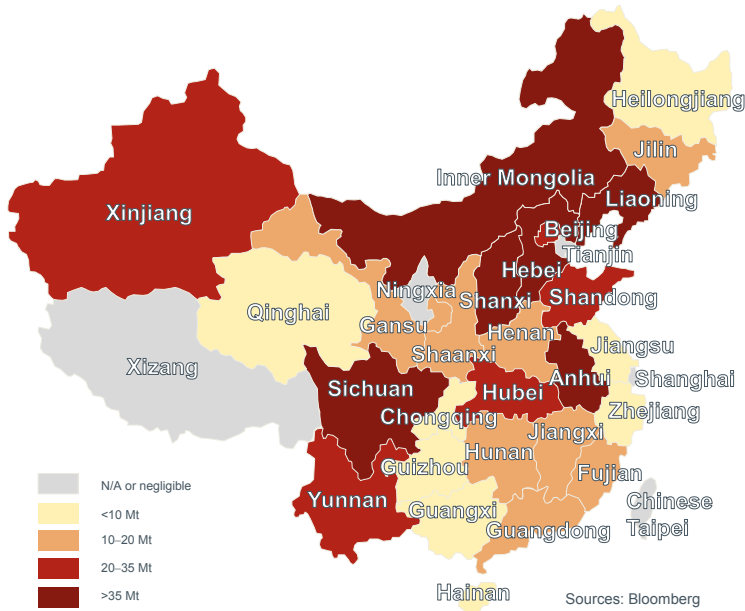 Heilongjiang
Jilin
Inner Mongolia
Liaoning
Xinjiang
Beijing
Tianjin
Hebei
Ningxia
Shanxi
Shandong
Qinghai
Gansu
Henan
Jiangsu
Shaanxi
Xizang
Anhui
Shanghai
Sichuan
Hubei
Zhejiang
Chongqing
Jiangxi
Hunan
Guizhou
Fujian
Yunnan
Guangxi
Guangdong
Chinese
Taipei
Hainan
N/A or negligible
<10 Mt
10–20 Mt
20–35 Mt
>35 Mt
Sources: Bloomberg